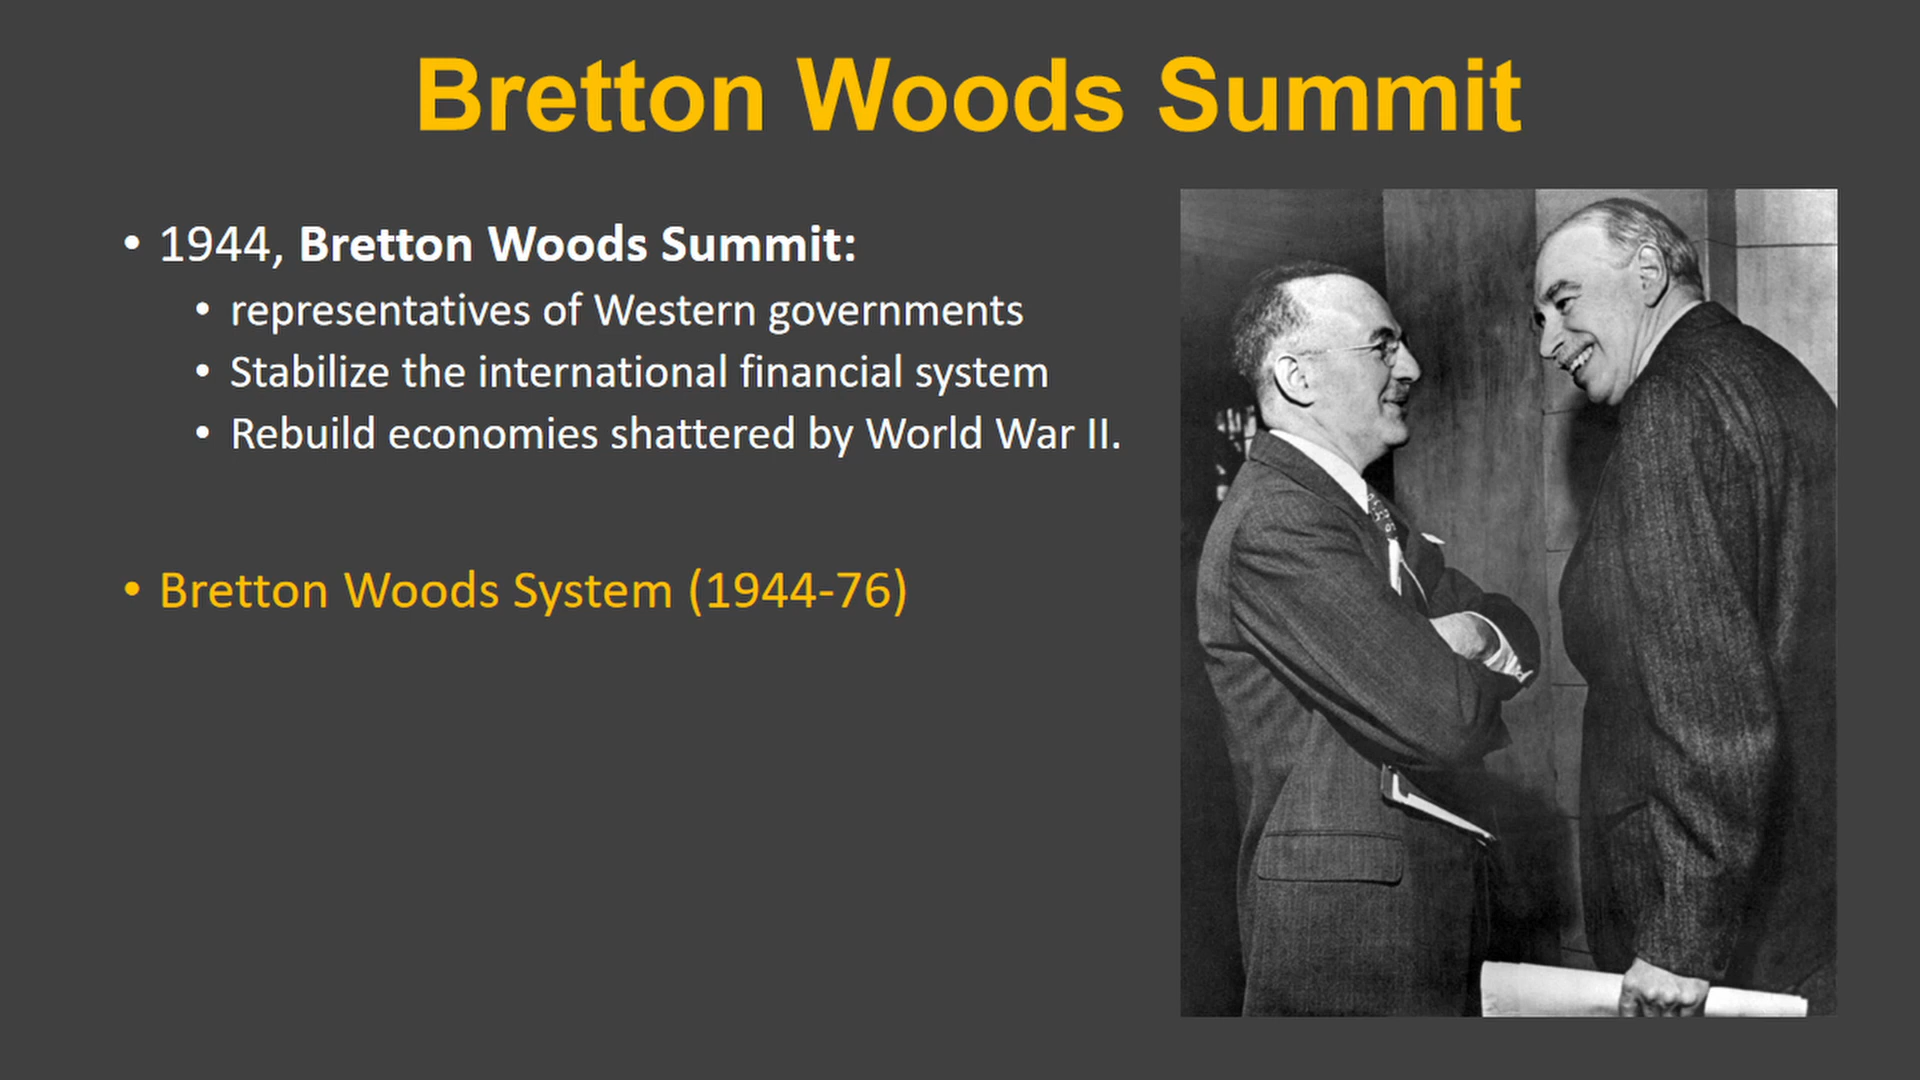 Bretton Woods Summit
• 1944, Bretton Woods Summit:
• representatives of Western governments
• Stabilize the international financial system
• Rebuild economies shattered by World War II.
• Bretton Woods System (1944-76)